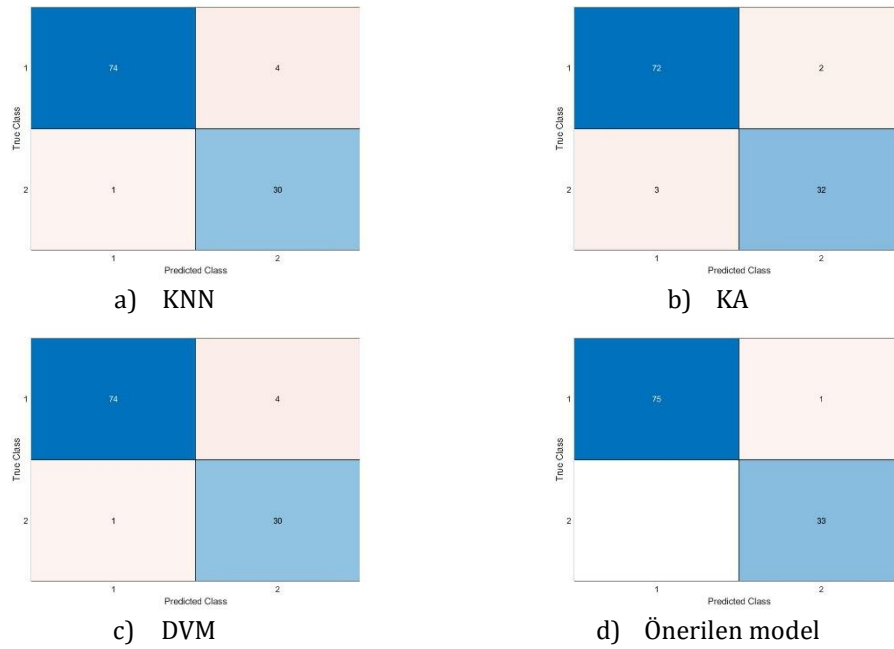 1
74
4
True Class
2
1
30
1
2
Predicted Class
a) KNN
1
72
2
True Class
2
3
32
1
2
Predicted Class
b) KA
1
74
4
True Class
2
1
30
1
2
Predicted Class
c) DVM
1
75
1
True Class
2
33
1
2
Predicted Class
d) Önerilen model